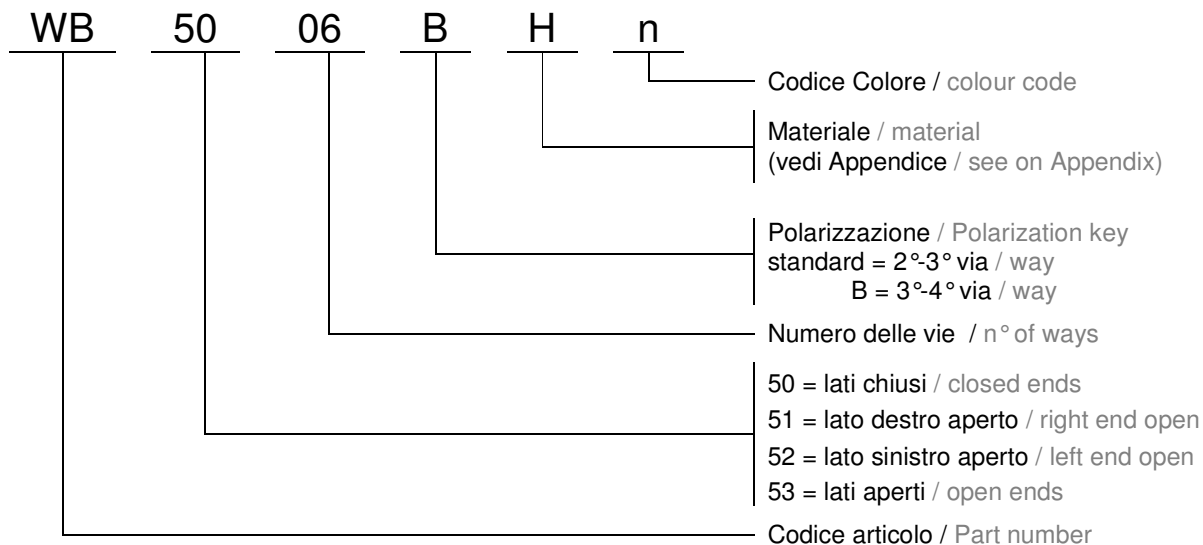 WB 50 06 B H n
Codice Colore / colour code
Materiale / material
(vedi Appendice / see on Appendix)
Polarizzazione / Polarization key
standard = 2°-3° via / way
B = 3°-4° via / way
Numero delle vie / n° of ways
50 = lati chiusi / closed ends
51 = lato destro aperto / right end open
52 = lato sinistro aperto / left end open
53 = lati aperti / open ends
Codice articolo / Part number